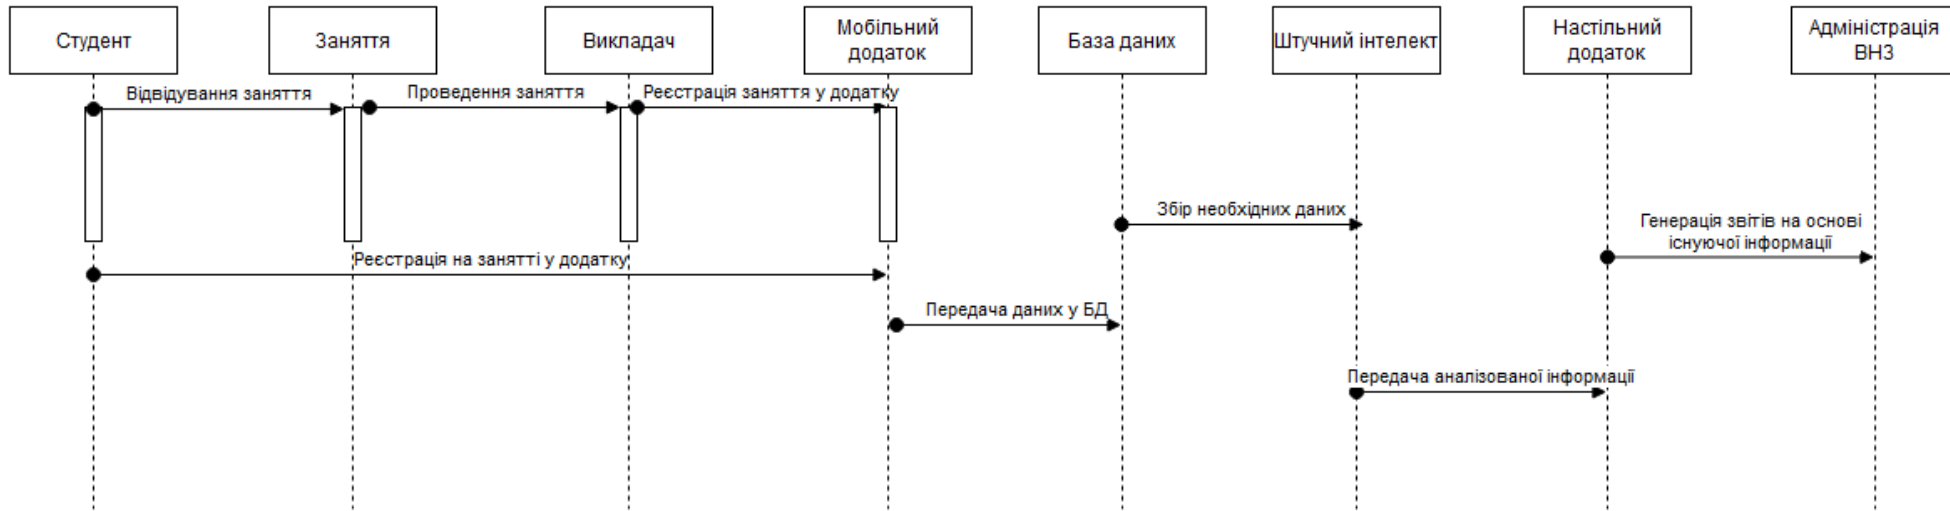 Студент
Заняття
Викладач
Мобільний
додаток
База даних
Штучний інтелект
Настільний
додаток
Адміністрація
ВНЗ
Відвідування заняття
Проведення заняття
Реєстрація заняття у додатку
Збір необхідних даних
Генерація звітів на основі
існуючої інформації
Реєстрація на занятті у додатку
Передача даних у БД
Передача аналізованої інформації